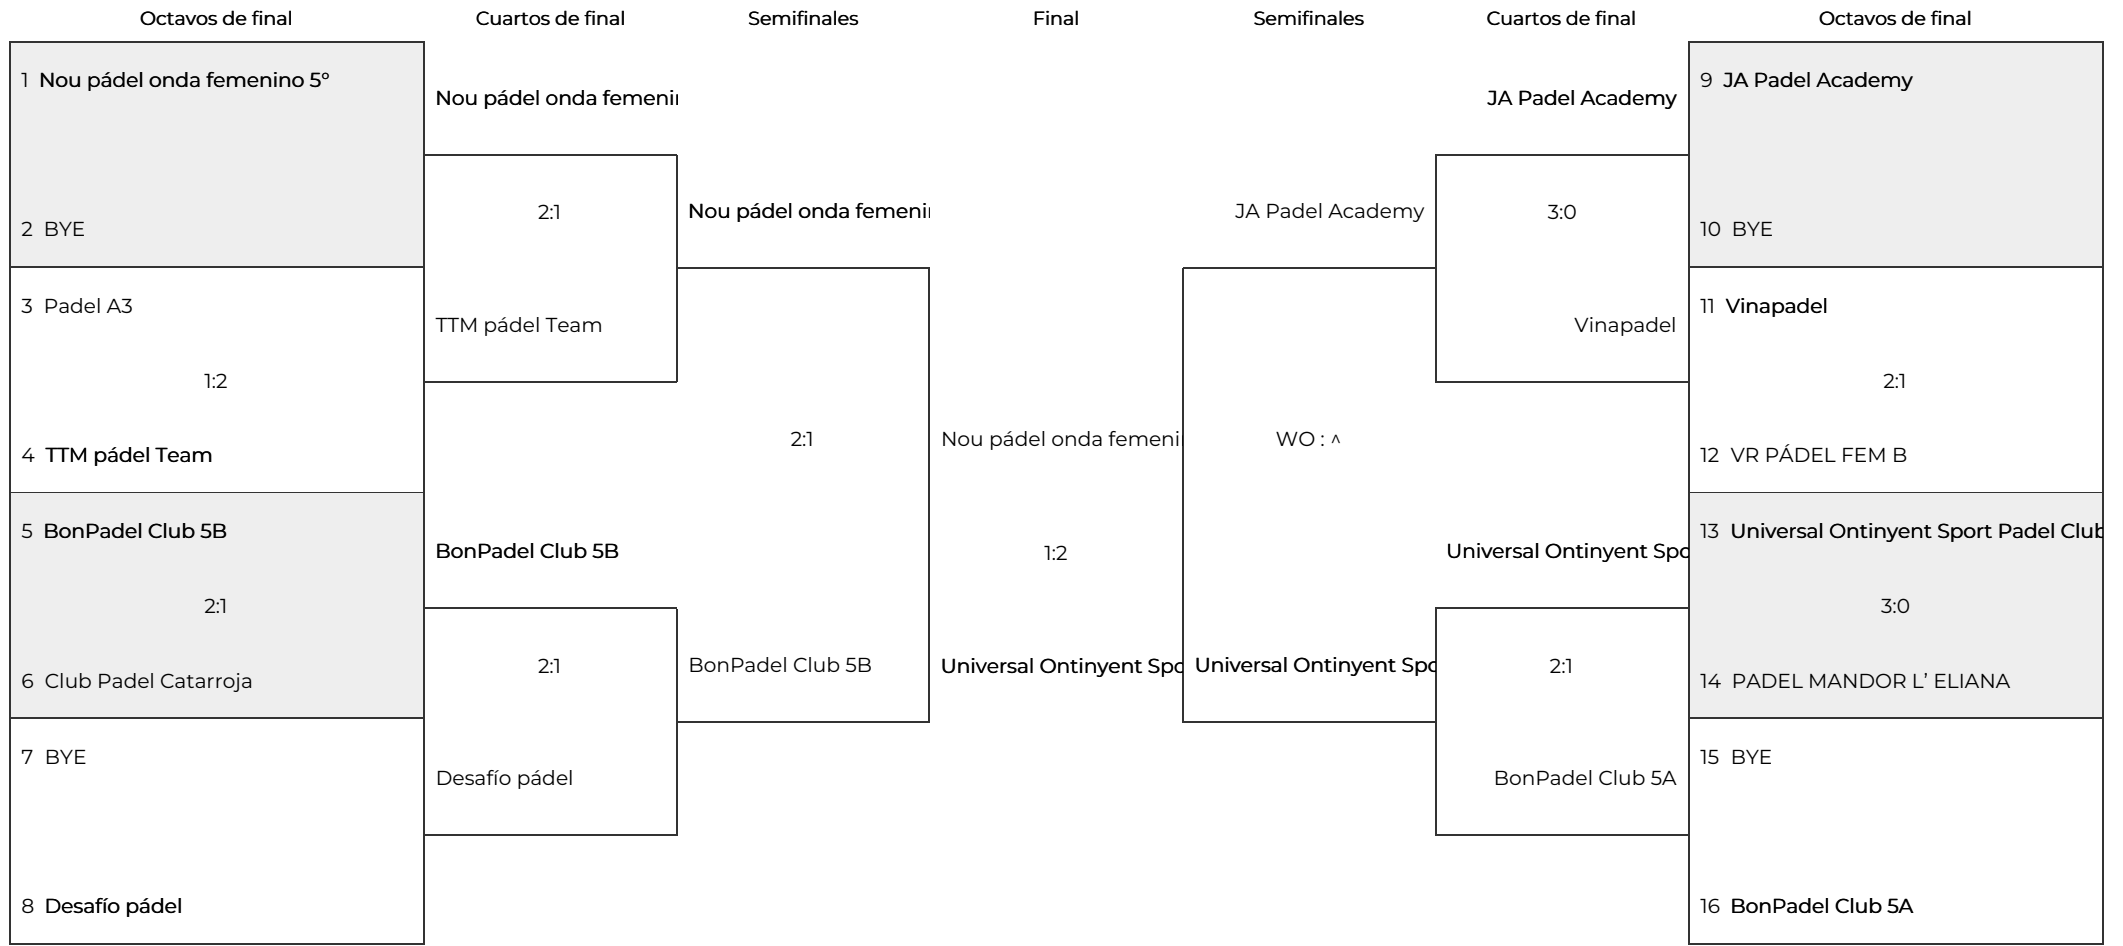 Octavos de final
Cuartos de final
Semifinales
Final
Semifinales
Cuartos de final
Octavos de final
1 Nou pádel onda femenino 5º
2 BYE
3 Padel A3
1:2
4 TTM pádel Team
5 BonPadel Club 5B
2:1
6 Club Padel Catarroja
7 BYE
8 Desafío pádel
Nou pádel onda femeni
2:1
TTM pádel Team
BonPadel Club 5B
2:1
Desafío pádel
Nou pádel onda femeni
2:1
BonPadel Club 5B
Nou pádel onda femeni
1:2
Universal Ontinyent Spo
JA Padel Academy
WO : ^
Universal Ontinyent Spo
JA Padel Academy
3:0
Vinapadel
Universal Ontinyent Spo
2:1
BonPadel Club 5A
9 JA Padel Academy
10 BYE
11 Vinapadel
2:1
12 VR PÁDEL FEM B
13 Universal Ontinyent Sport Padel Club
3:0
14 PADEL MANDOR L’ ELIANA
15 BYE
16 BonPadel Club 5A